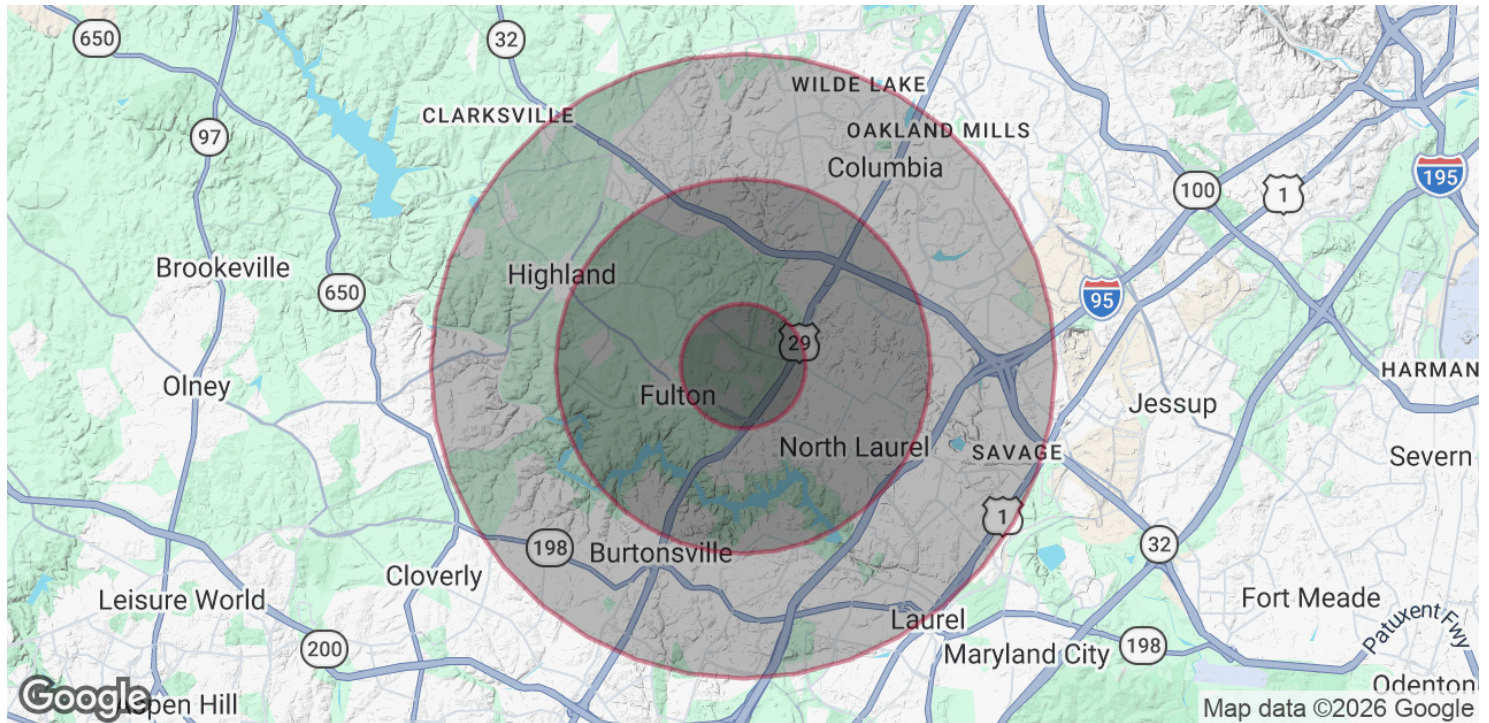 650
32
WILDE LAKE
CLARKSVILLE
OAKLAND MILLS
97
Columbia
195
100
1
Brookeville
Highland
650
95
29
Olney
Fulton
HARMAN
Jessup
North Laurel
SAVAGE
Severn
1
198
Burtonsville
32
Cloverly
Leisure World
Fort Meade
Laurel
Patuxent Fwy
200
Maryland City
198
Odenton
Google
spen Hill
Map data ©2026 Google